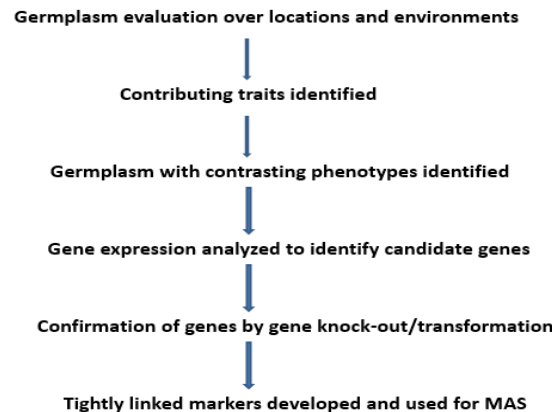 Germplasm evaluation over locations and environments
Contributing traits identified
Germplasm with contrasting phenotypes identified
Gene expression analyzed to identify candidate genes
Confirmation of genes by gene knock-out/transformation
Tightly linked markers developed and used for MAS